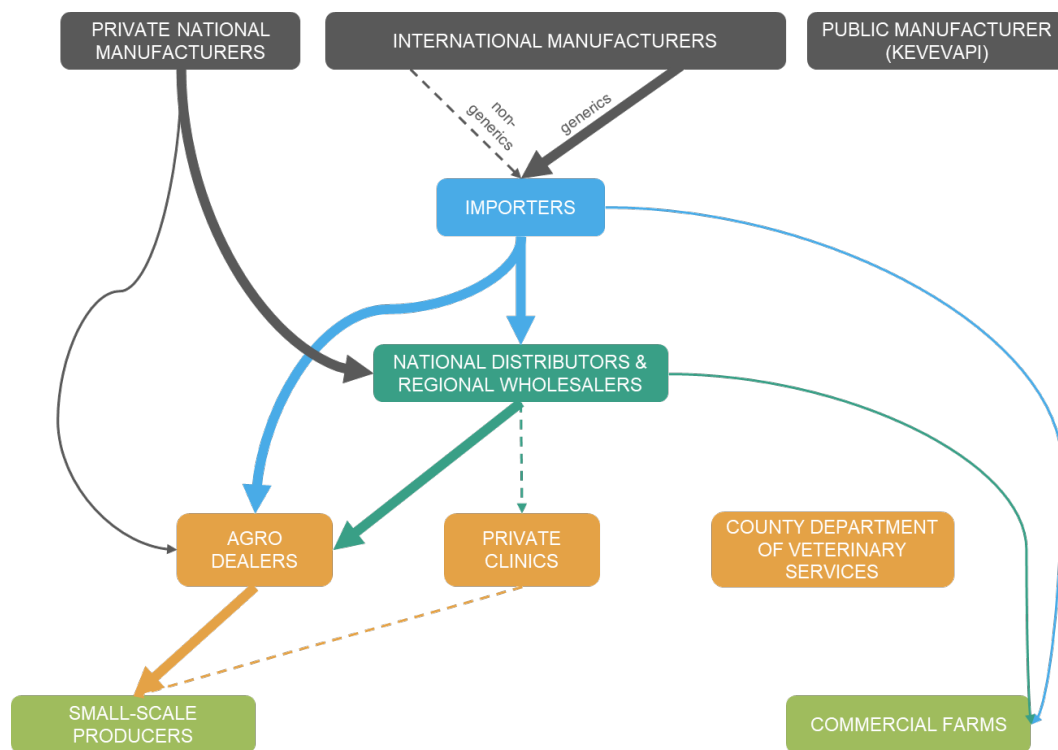 PRIVATE NATIONAL
MANUFACTURERS
INTERNATIONAL MANUFACTURERS
PUBLIC MANUFACTURER
(KEVEVAPI)
non-
generics
generics
IMPORTERS
NATIONAL DISTRIBUTORS &
REGIONAL WHOLESALERS
AGRO
DEALERS
PRIVATE
CLINICS
COUNTY DEPARTMENT
OF VETERINARY
SERVICES
SMALL-SCALE
PRODUCERS
COMMERCIAL FARMS